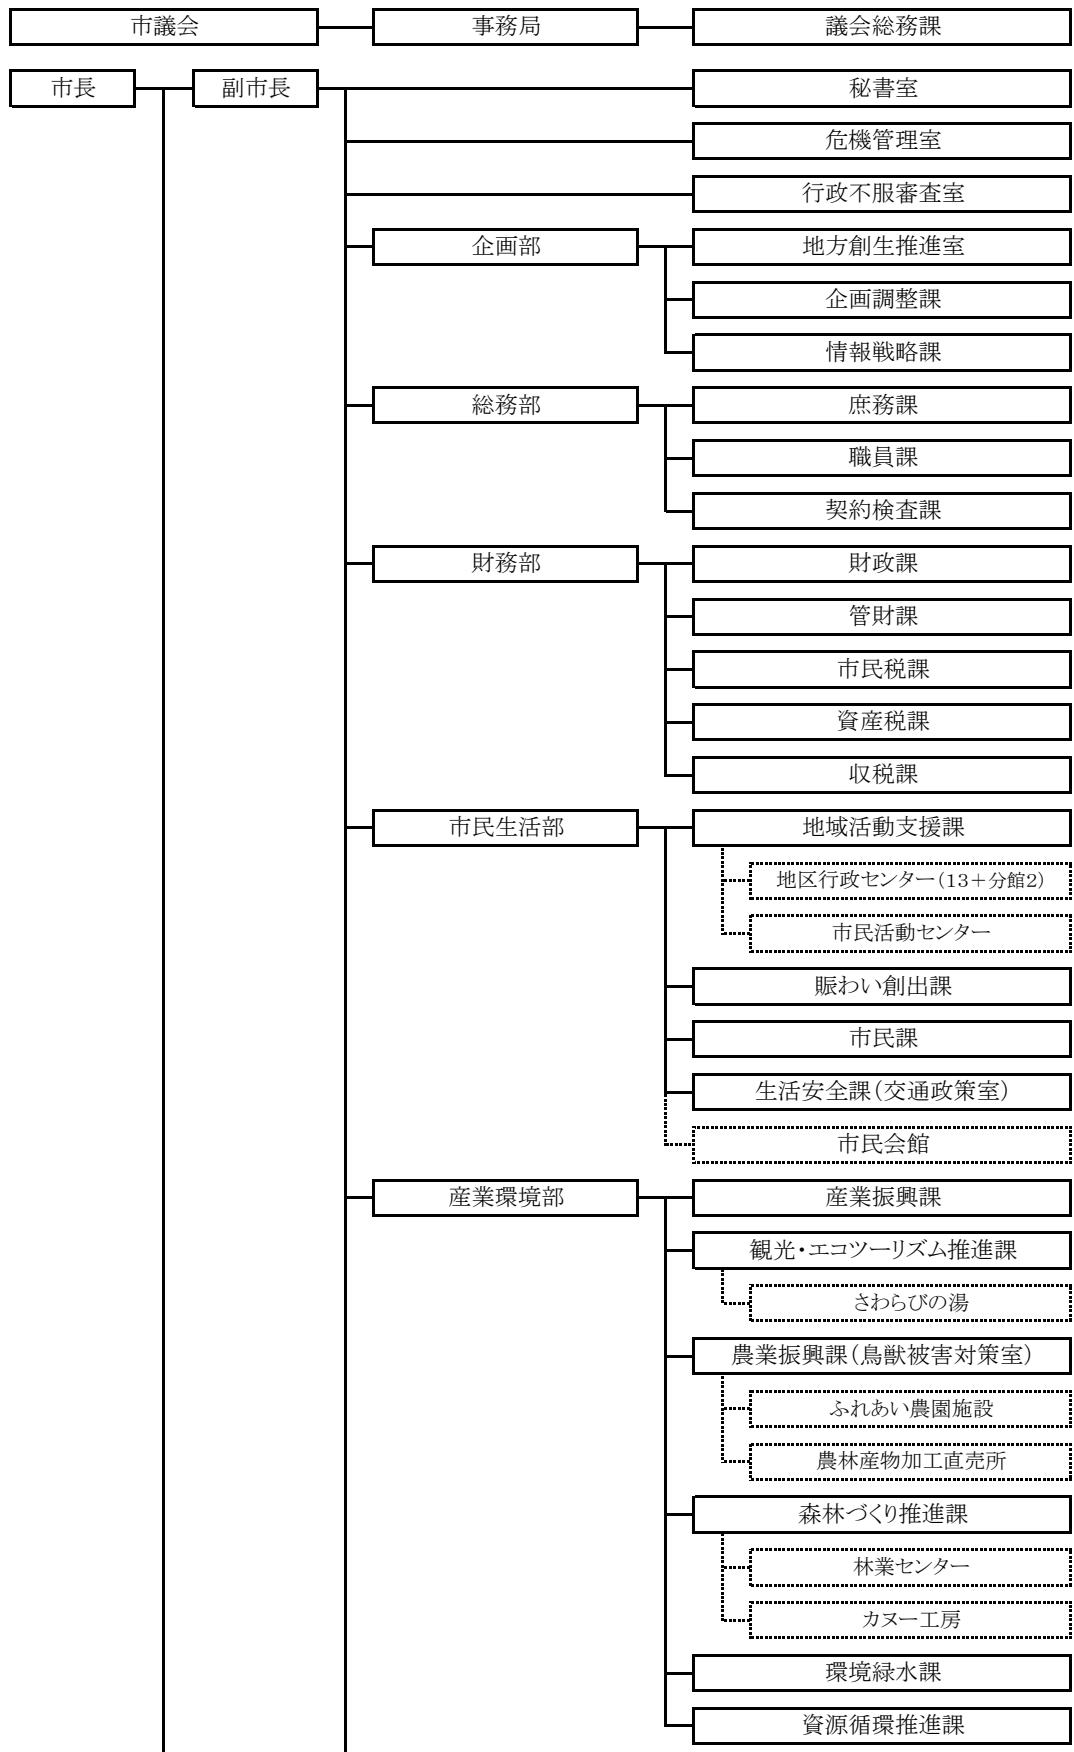 市議会 事務局 議会総務課
市長 副市長 秘書室
危機管理室
行政不服審査室
企画部 地方創生推進室
企画調整課
情報戦略課
総務部 庶務課
職員課
契約検査課
財務部 財政課
管財課
市民税課
資産税課
収税課
市民生活部 地域活動支援課
地区行政センター(13+分館2)
市民活動センター
賑わい創出課
市民課
生活安全課(交通政策室)
市民会館
産業環境部 産業振興課
観光・エコツーリズム推進課
さわらびの湯
農業振興課(鳥獣被害対策室)
ふれあい農園施設
農林産物加工直売所
森林づくり推進課
林業センター
カヌー工房
環境緑水課
資源循環推進課